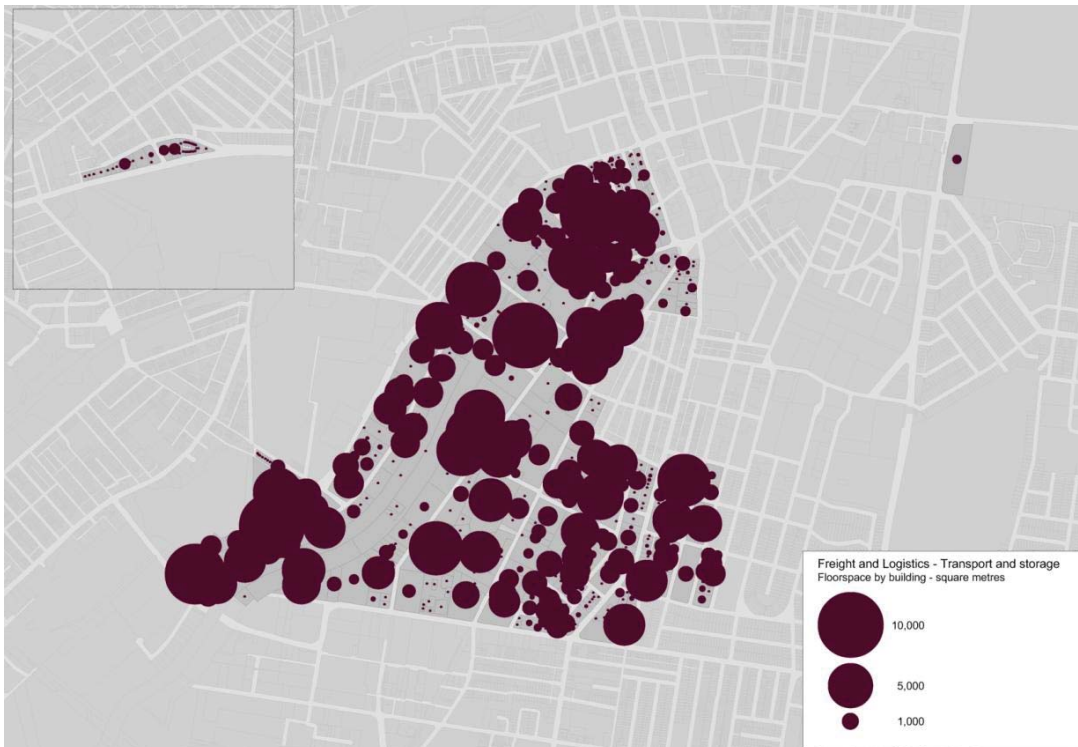 Freight and Logistics - Transport and storage
Floorspace by building - square metres
10,000
5,000
1,000